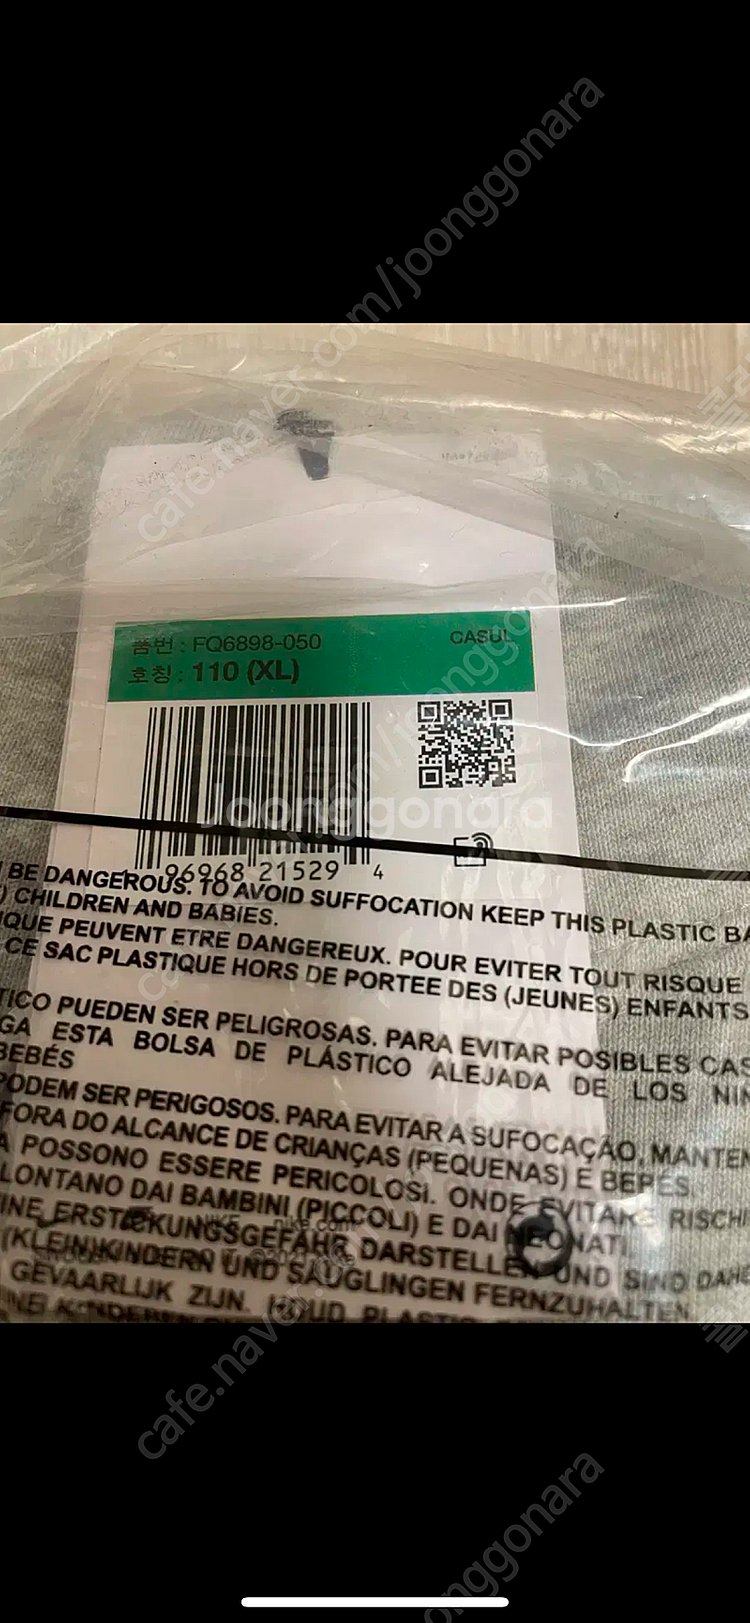 cafe.naver.com/joonggonara
품번 : FQ6898-050
CASUL
호칭 : 110 (XL)
Joonggonara
96968 21529 4
BE DANGEROUS. TO AVOID SUFFOCATION KEEP THIS PLASTIC BA
) CHILDREN AND BABIES.
IQUE PEUVENT ETRE DANGEREUX. POUR EVITER TOUT RISQUE
CE SAC PLASTIQUE HORS DE PORTEE DES (JEUNES) ENFANTS
TICO PUEDEN SER PELIGROSAS. PARA EVITAR POSIBLES CAS
GA ESTA BOLSA DE PLÁSTICO ALEJADA DE LOS NIN
BEBÉS
PODEM SER PERIGOSOS. PARA EVITAR A SUFOCAÇÃO, MANTEN
FORA DO ALCANCE DE CRIANÇAS (PEQUENAS) E BEBES.
A POSSONO ESSERE PERICOLOSI. ONDE EVITARE RISCHI
LONTANO DAI BAMBINI (PICCOLI) E DAI NEONATI.
INE ERSTICKUNGSGEFAHR DARSTELLEN UND SIND DAHE
nike.com
(KLEIN)KINDERN UND SÄUGLINGEN FERNZUHALTEN
GEVAARLIJK ZIJN. HOUD PLASTIC
cafe.naver.com/joonggonara